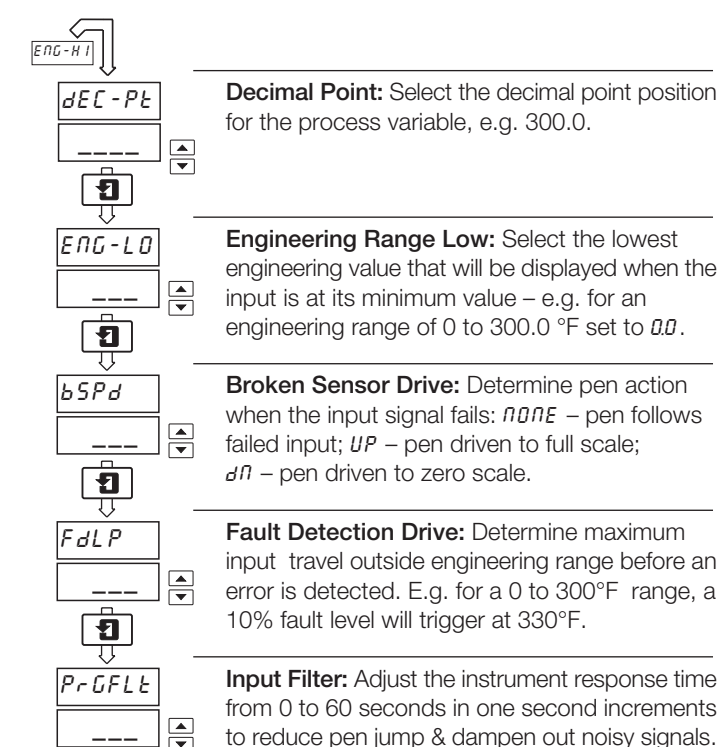 ENG-HI
dEC-Pt
Decimal Point: Select the decimal point position
for the process variable, e.g. 300.0.
____
ENG-LO
Engineering Range Low: Select the lowest
engineering value that will be displayed when the
input is at its minimum value – e.g. for an
engineering range of 0 to 300.0 °F set to 0.0.
___
bSPd
Broken Sensor Drive: Determine pen action
when the input signal fails: NONE – pen follows
failed input; UP – pen driven to full scale;
dN – pen driven to zero scale.
___
FdLP
Fault Detection Drive: Determine maximum
input travel outside engineering range before an
error is detected. E.g. for a 0 to 300°F range, a
10% fault level will trigger at 330°F.
___
PrGFLt
Input Filter: Adjust the instrument response time
from 0 to 60 seconds in one second increments
to reduce pen jump & dampen out noisy signals.
___